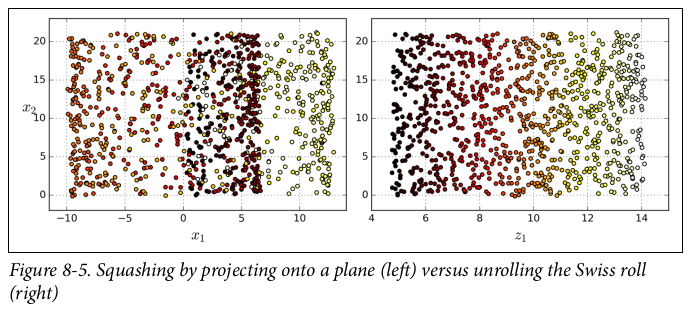 20
15
x2
10
5
0
−10 −5 0 5 10
x1
20
15
10
5
0
4 6 8 10 12 14
z1
Figure 8-5. Squashing by projecting onto a plane (left) versus unrolling the Swiss roll
(right)